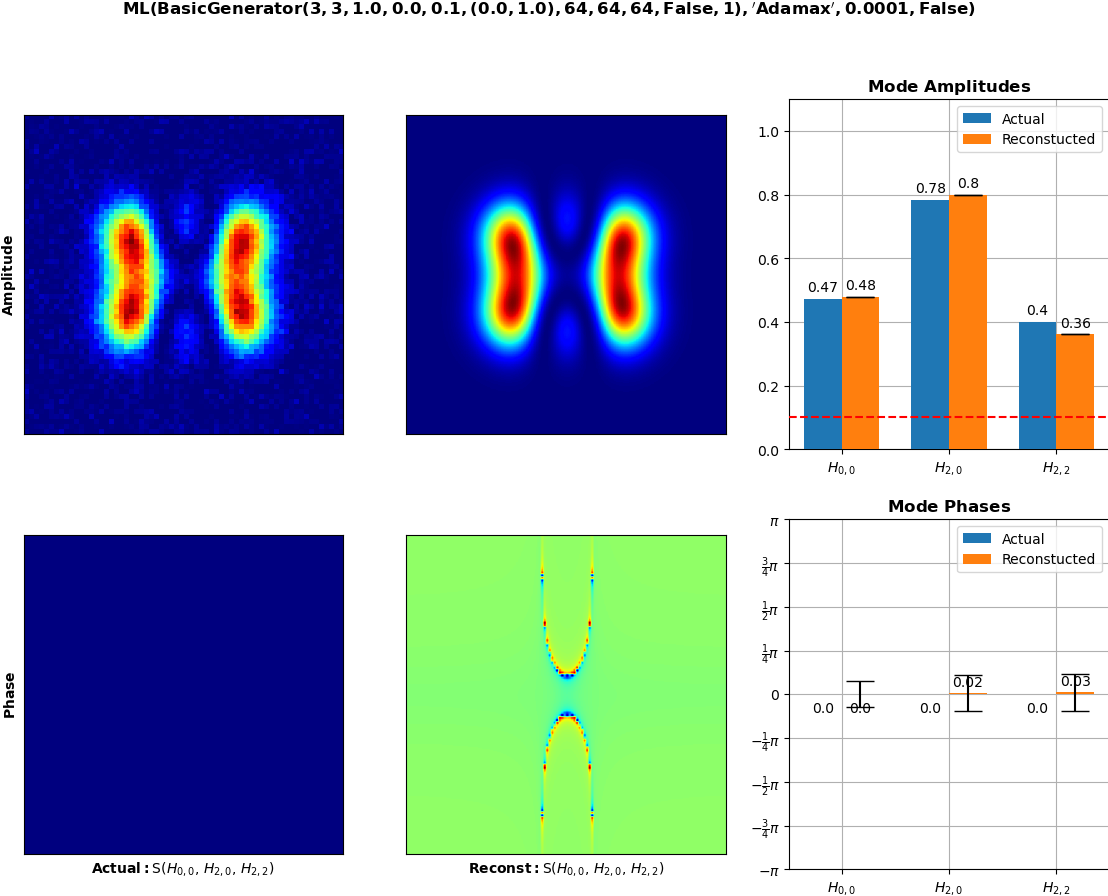 ML(BasicGenerator(3, 3, 1.0, 0.0, 0.1, (0.0, 1.0), 64, 64, 64, False, 1), ′Adamax′, 0.0001, False)
Amplitude
Mode Amplitudes
Actual
Reconstucted
1.0
0.8
0.6
0.4
0.2
0.0
0.47
0.48
0.78
0.8
0.4
0.36
H0,0
H2,0
H2,2
Phase
Actual: S(H0,0, H2,0, H2,2)
Reconst: S(H0,0, H2,0, H2,2)
Mode Phases
Actual
Reconstucted
π
3/4π
1/2π
1/4π
0
−1/4π
−1/2π
−3/4π
−π
0.0
0.0
0.0
0.02
0.0
0.03
H0,0
H2,0
H2,2